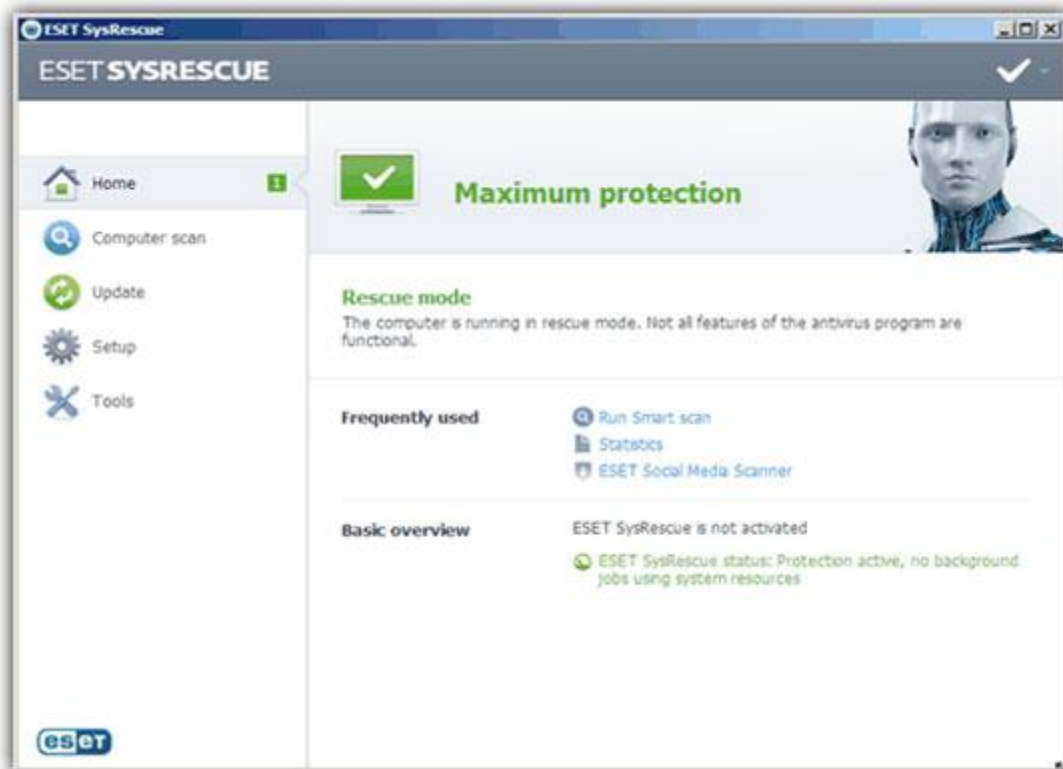 ESET SysRescue
ESET SYSRESCUE
Home
1
Computer scan
Update
Setup
Tools
Maximum protection
Rescue mode
The computer is running in rescue mode. Not all features of the antivirus program are
functional.
Frequently used
Run Smart scan
Statistics
ESET Social Media Scanner
Basic overview
ESET SysRescue is not activated
ESET SysRescue status: Protection active, no background
jobs using system resources
eset